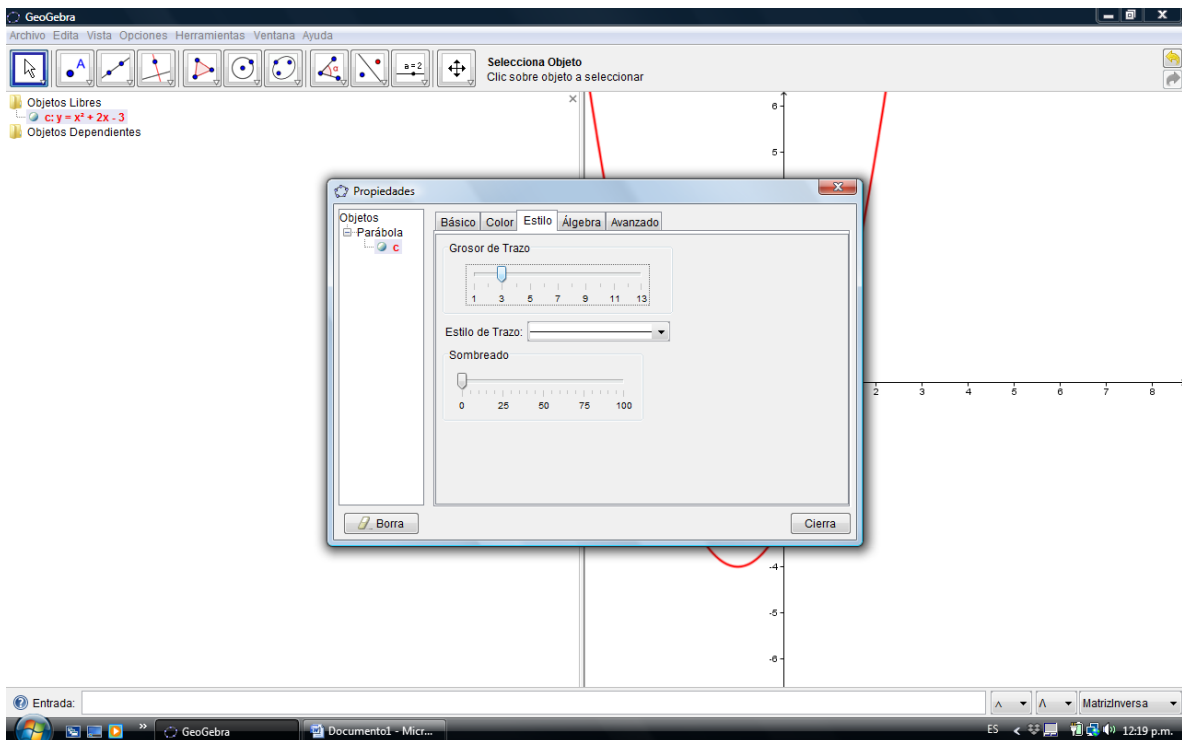 GeoGebra
Archivo Edita Vista Opciones Herramientas Ventana Ayuda
A
α
a=2
Selecciona Objeto
Clic sobre objeto a seleccionar
Objetos Libres
c: y = x² + 2x - 3
Objetos Dependientes
Propiedades
Objetos
Parábola
c
Básico Color Estilo Álgebra Avanzado
Grosor de Trazo
1 3 5 7 9 11 13
Estilo de Trazo:
Sombreado
0 25 50 75 100
Borra
Cierra
6
5
2 3 4 5 6 7 8
-4
-5
-6
Entrada:
MatrizInversa
GeoGebra
Documento1 - Micr...
ES
12:19 p.m.